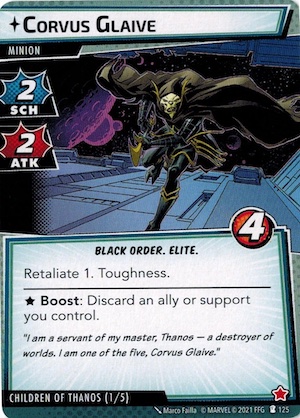 Corvus Glaive
MINION
2
SCH
2
ATK
4
BLACK ORDER. ELITE.
Retaliate 1. Toughness.
★ Boost: Discard an ally or support
you control.
"I am a servant of my master, Thanos — a destroyer
of worlds. I am one of the five, Corvus Glaive."
CHILDREN OF THANOS (1/5)
Marco Failla © MARVEL © 2021 FFG 125